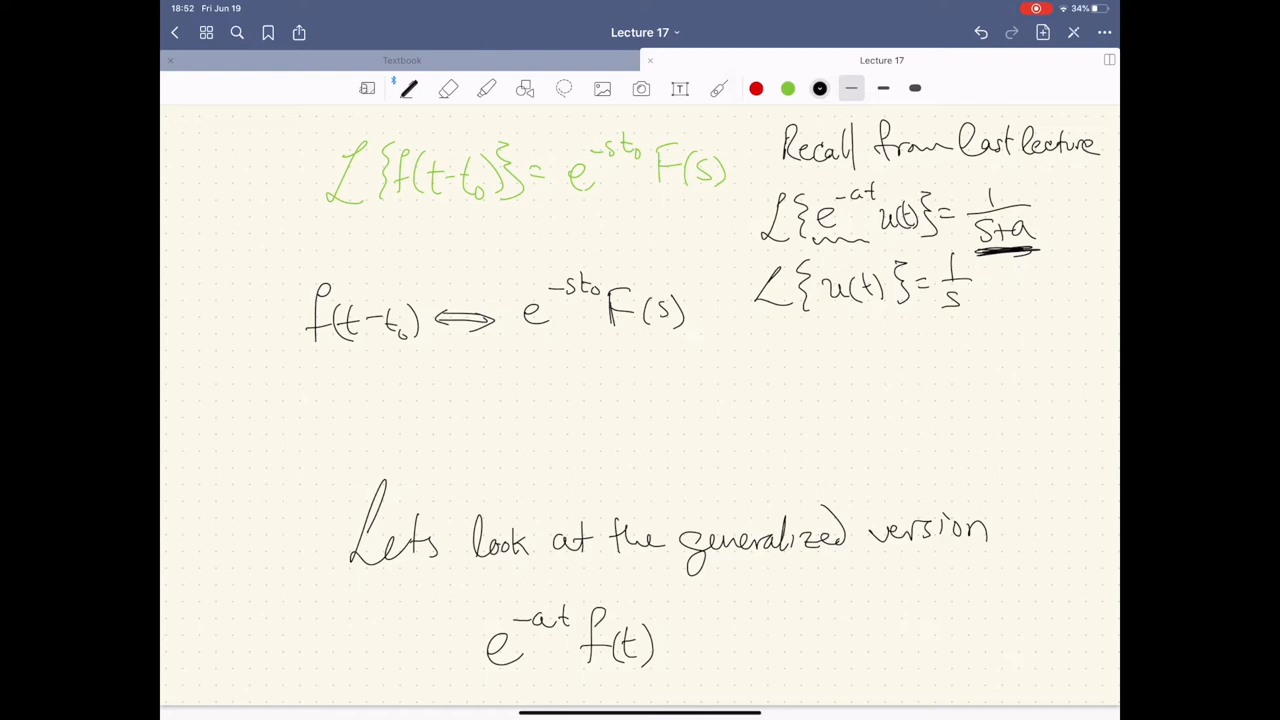 18:52 Fri Jun 19
34%
Lecture 17
Textbook
Lecture 17
ℒ{f(t-t₀)} = e^{-st₀} F(s)
Recall from last lecture
ℒ{e^{-at} u(t)} = 1/(s+a)
ℒ{u(t)} = 1/s
f(t-t₀) ⟺ e^{-st₀} F(s)
Lets look at the generalized version
e^{-at} f(t)